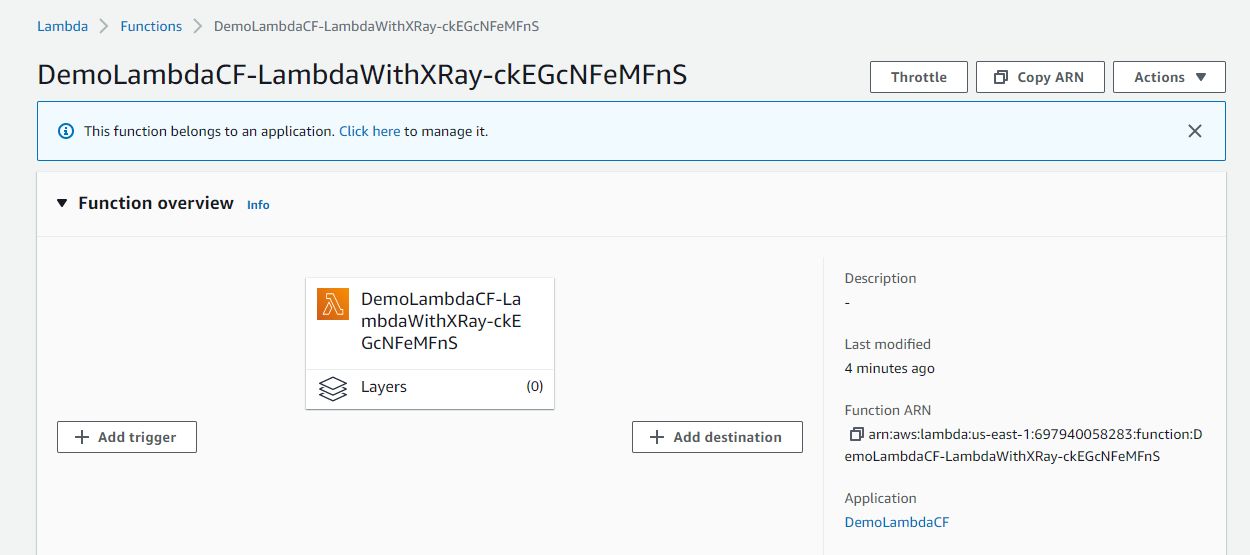 Lambda > Functions > DemoLambdaCF-LambdaWithXRay-ckEGcNFeMFnS
DemoLambdaCF-LambdaWithXRay-ckEGcNFeMFnS
Throttle
Copy ARN
Actions
This function belongs to an application. Click here to manage it.
Function overview Info
DemoLambdaCF-La
mbdaWithXRay-ckE
GcNFeMFnS
Layers (0)
+ Add trigger
+ Add destination
Description
-
Last modified
4 minutes ago
Function ARN
arn:aws:lambda:us-east-1:697940058283:function:D
emoLambdaCF-LambdaWithXRay-ckEGcNFeMFnS
Application
DemoLambdaCF